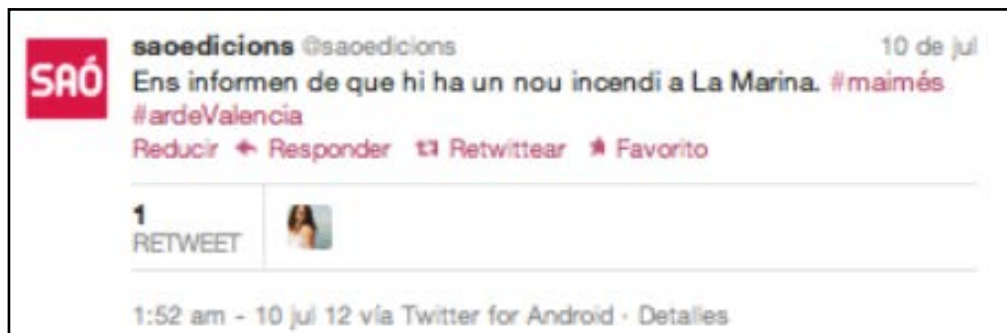 SAÓ
saoedicions @saoedicions 10 de jul
Ens informen de que hi ha un nou incendi a La Marina. #maimés
#ardeValencia
Reducir Responder Retwittear Favorito
1
RETWEET
1:52 am - 10 jul 12 vía Twitter for Android · Detalles